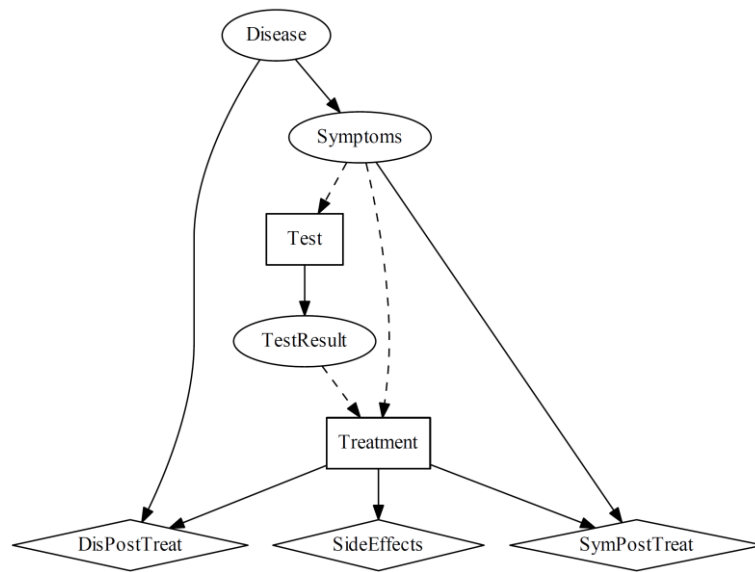 Disease
Symptoms
Test
TestResult
Treatment
DisPostTreat
SideEffects
SymPostTreat